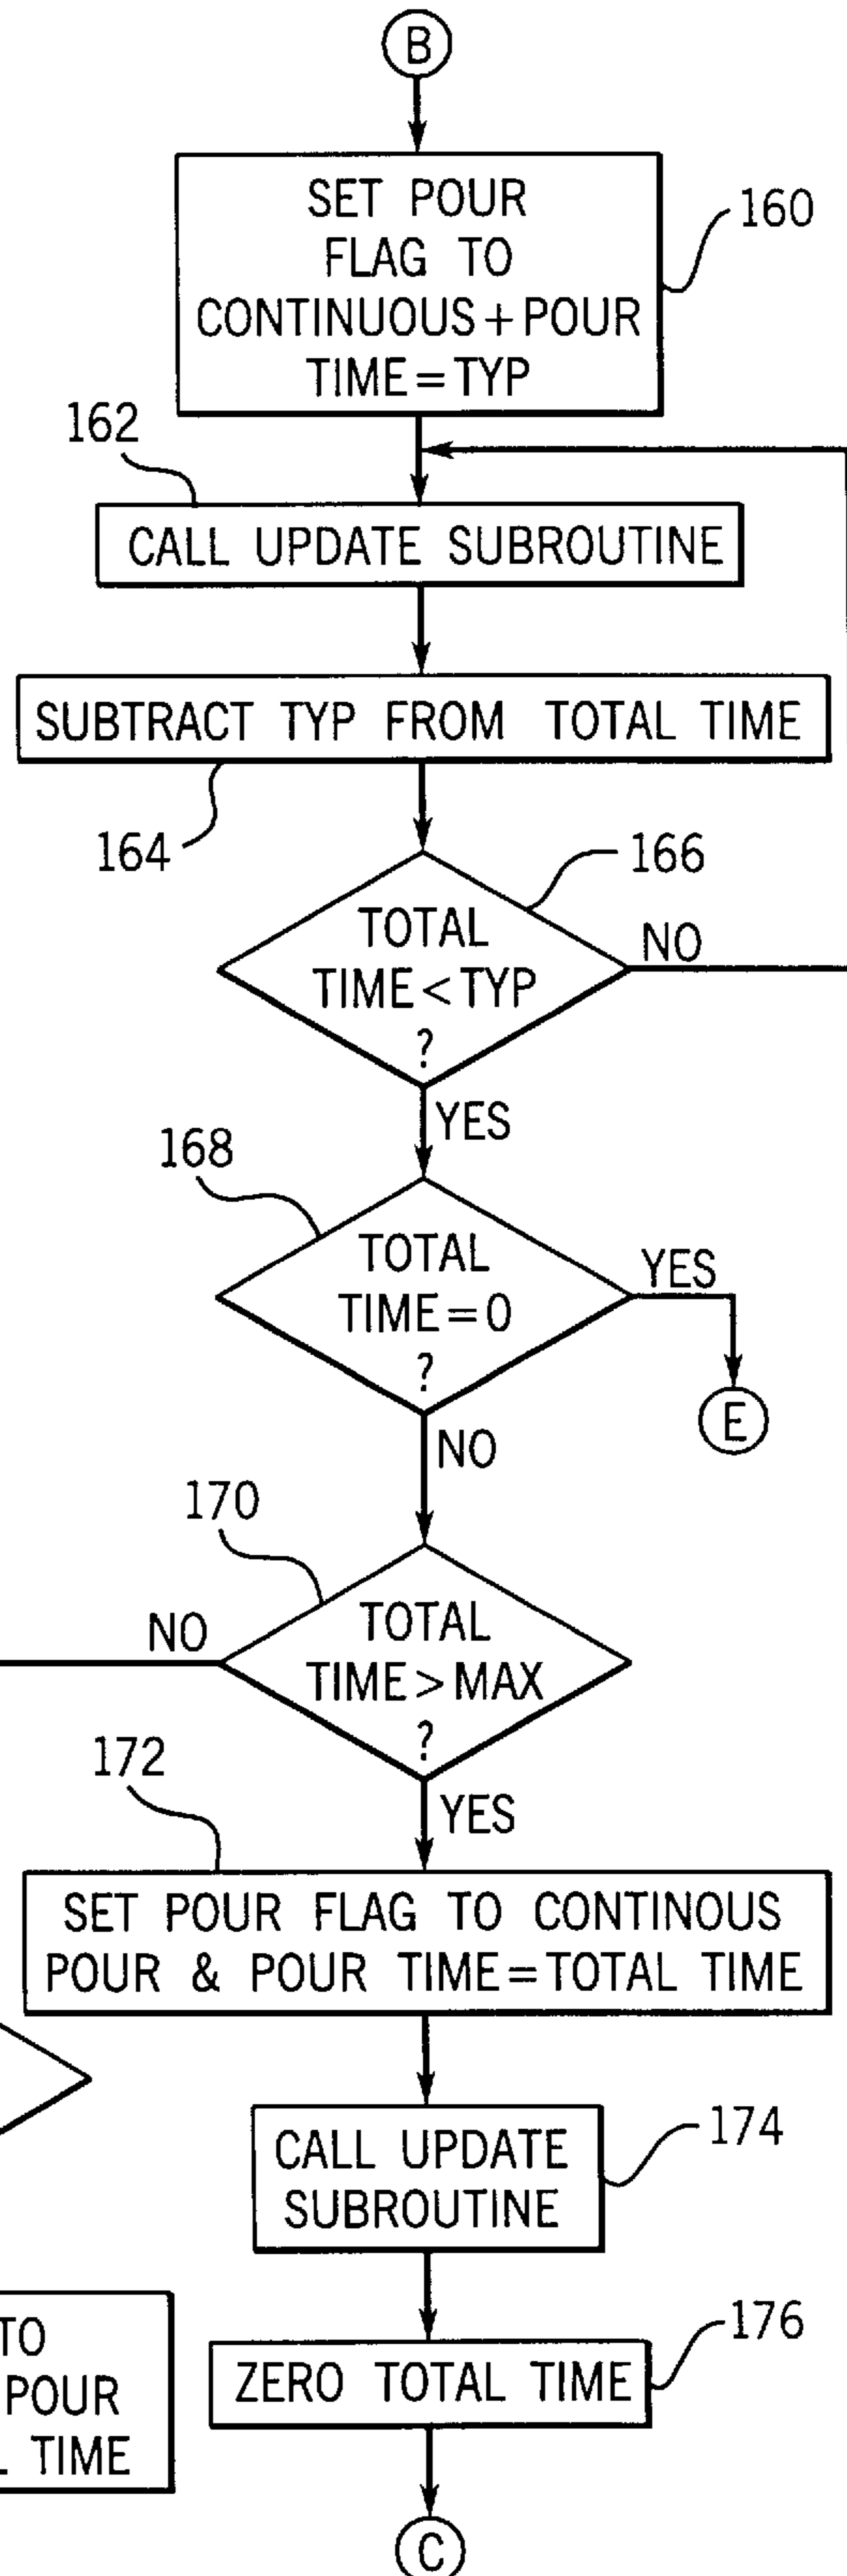 B
SET POUR
FLAG TO
CONTINUOUS + POUR
TIME = TYP
160
162
CALL UPDATE SUBROUTINE
SUBTRACT TYP FROM TOTAL TIME
164
166
TOTAL
TIME < TYP
?
NO
YES
168
TOTAL
TIME = 0
?
YES
E
NO
170
TOTAL
TIME > MAX
?
NO
YES
172
SET POUR FLAG TO CONTINOUS
POUR & POUR TIME = TOTAL TIME
CALL UPDATE
SUBROUTINE
174
TO
POUR
TIME
176
ZERO TOTAL TIME
C